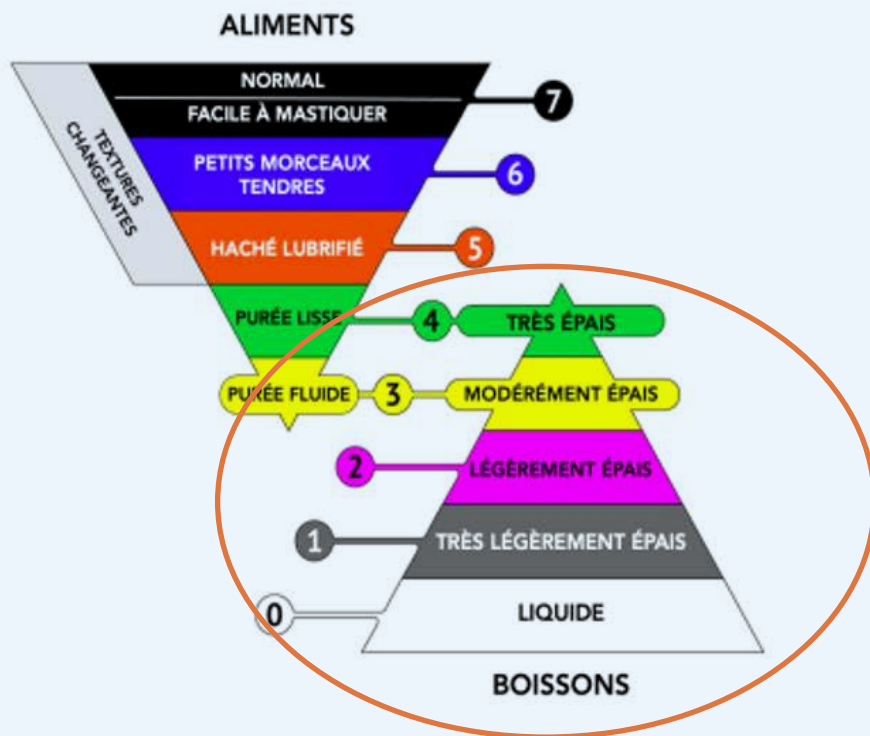 ALIMENTS
NORMAL
7
FACILE À MASTIQUER
TEXTURES
CHANGEANTES
PETITS MORCEAUX
TENDRES
6
HACHÉ LUBRIFIÉ
5
PURÉE LISSE
4
TRÈS ÉPAIS
PURÉE FLUIDE
3
MODÉRÉMENT ÉPAIS
2
LÉGÈREMENT ÉPAIS
1
TRÈS LÉGÈREMENT ÉPAIS
0
LIQUIDE
BOISSONS